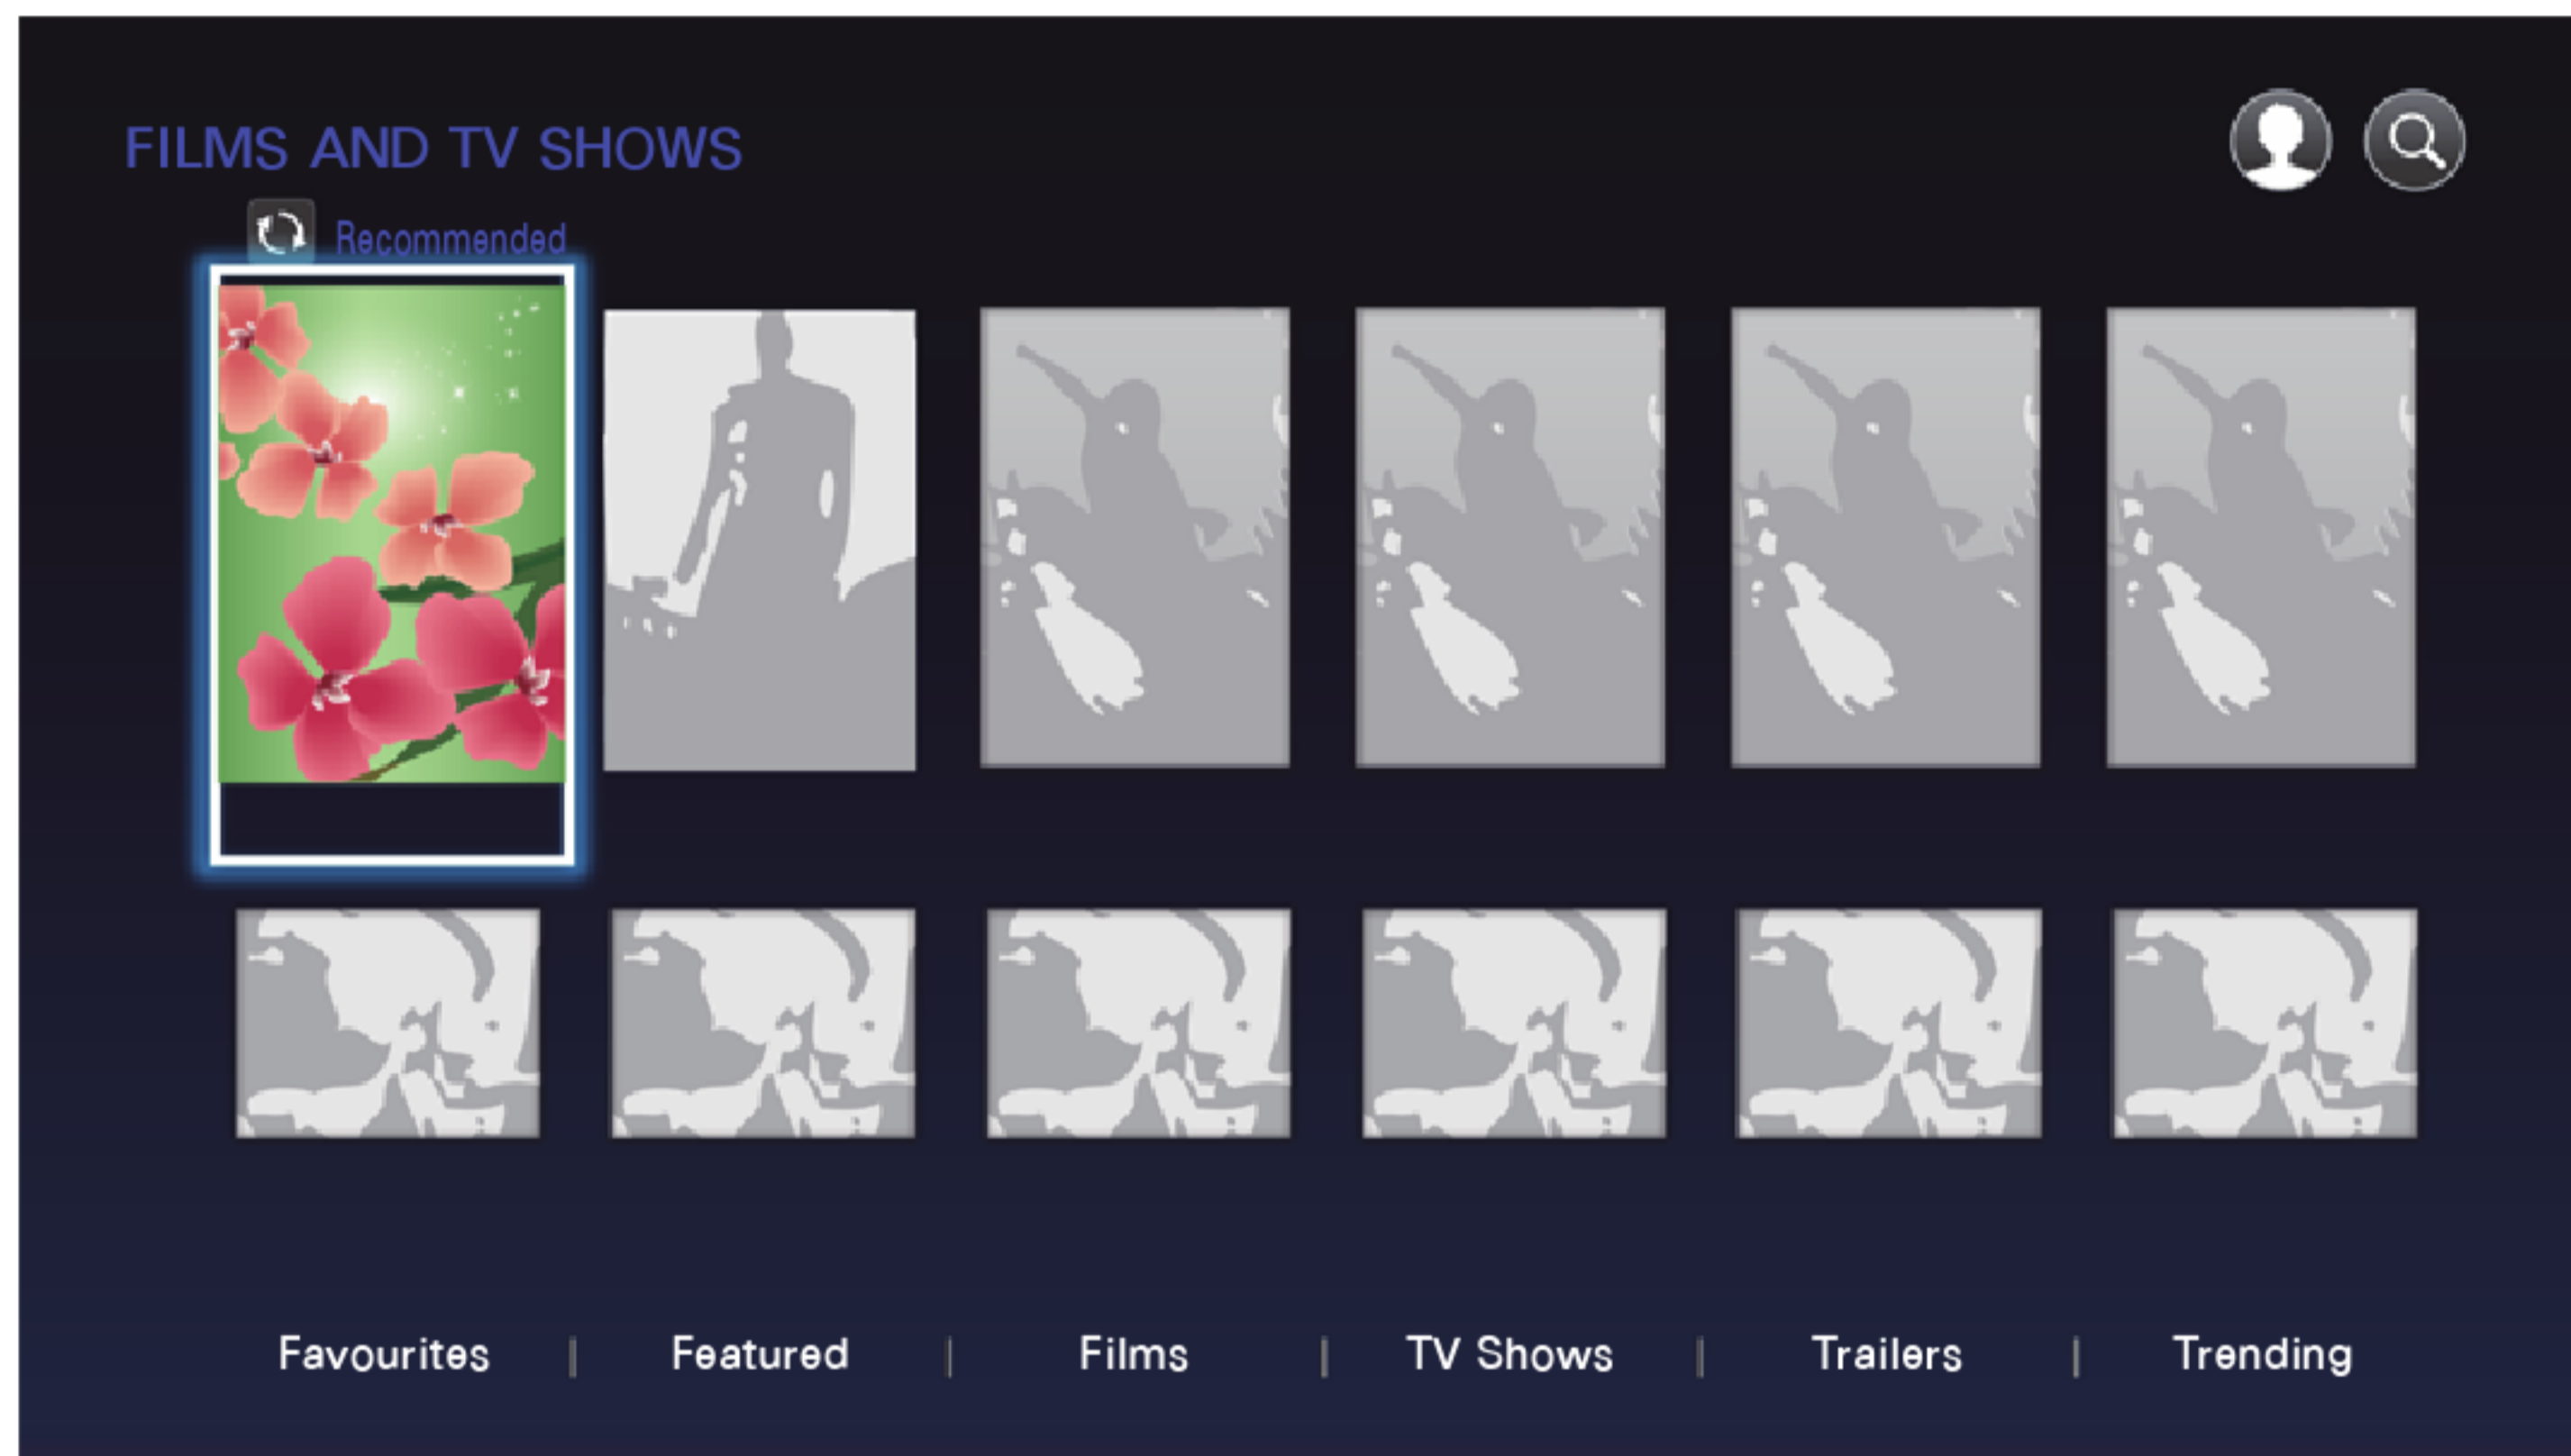 FILMS AND TV SHOWS
Recommended
Favourites | Featured | Films | TV Shows | Trailers | Trending